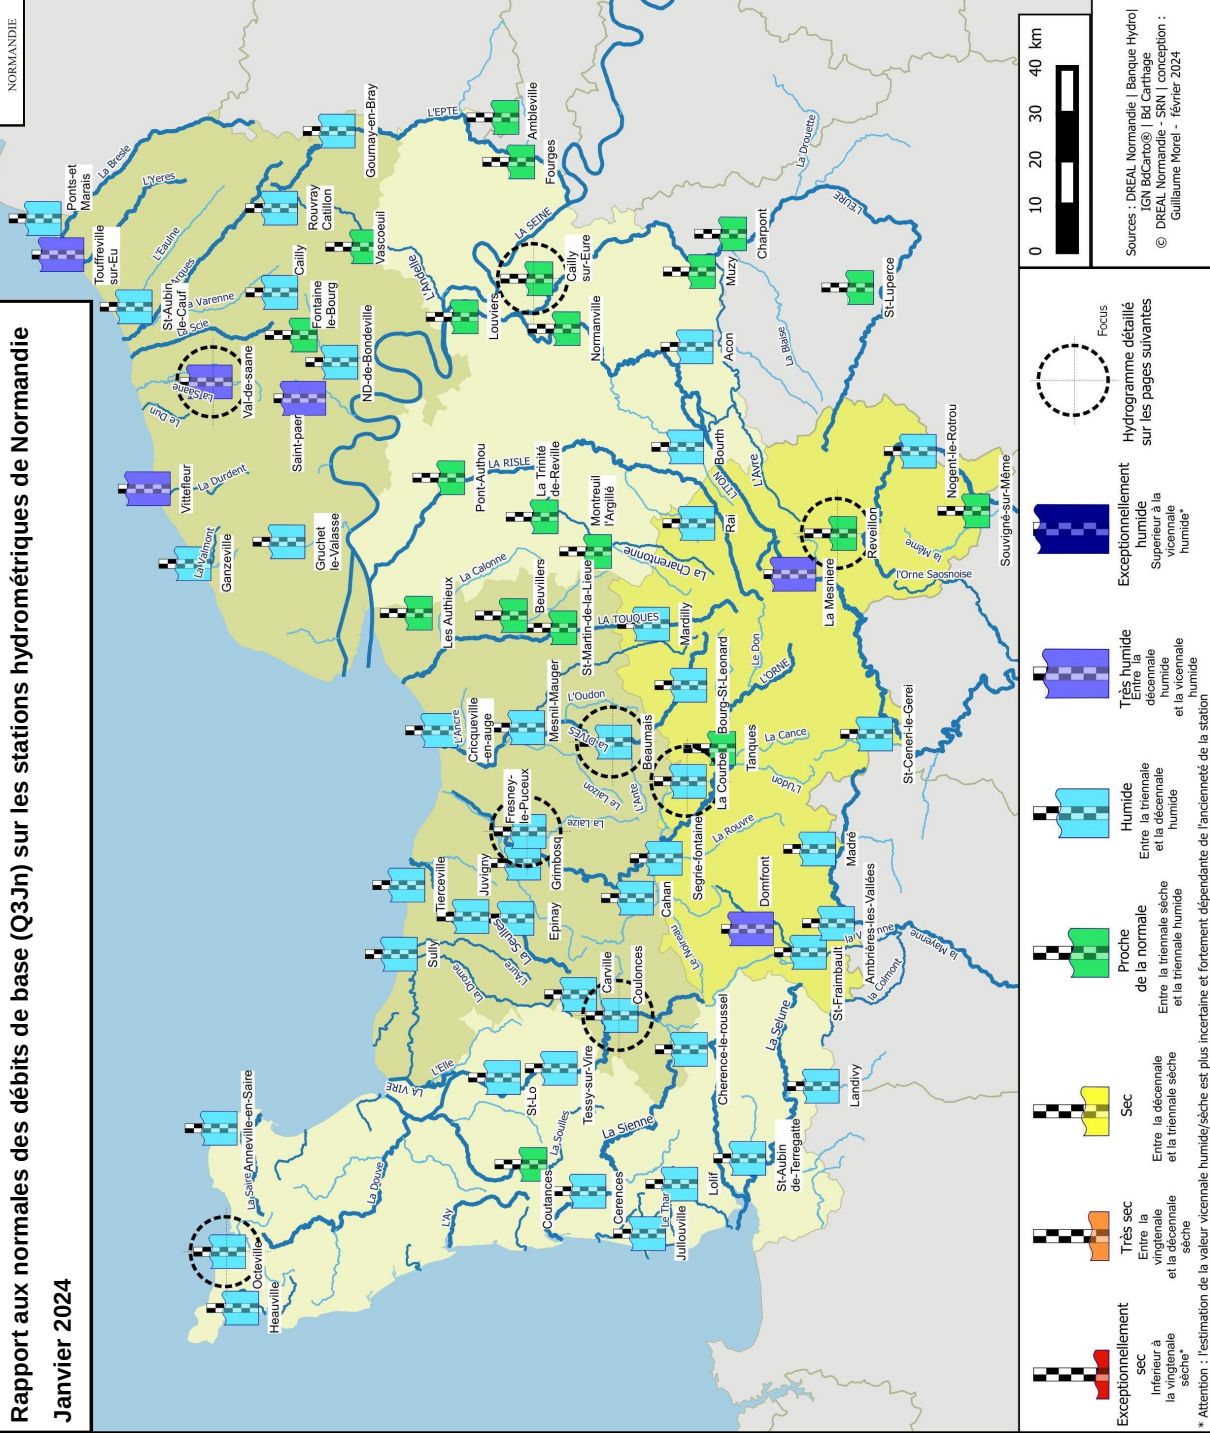 NORMANDIE
Rapport aux normales des débits de base (Q3Jn) sur les stations hydrométriques de Normandie
Janvier 2024
Ponts-et
Marais
Touffreville
sur-Eu
La Bresle
L'Yeres
L'Eaulne
Arques
a Varenne
Scie
St-Aubin
-le-Cauf
Rouvray
Catillon
Gournay-en-Bray
Cailly
Fontaine
le-Bourg
Vascoeuil
ND-de-Bondeville
Val-de-saane
La Saane
Le Dun
Saint-paer
Vittefleur
La Durdent
La Valmont
Ganzeville
Gruchet
le-Valasse
L'EPTE
Ambleville
Fourges
LA SEINE
L'Andelle
Louviers
Cailly
sur-Eure
Normanville
Muzy
Charpont
La Drouette
L'EURE
St-Luperce
La Blaise
Acon
Pont-Authou
LA RISLE
La Trinité
de-Reville
Montreuil
l'Argillé
La Charentonne
La Calonne
Bourth
L'ITON
L'Avre
Rai
Les Authieux
Beuvillers
St-Martin-de-la-Lieue
LA TOUQUES
Mardilly
La Mesniere
Reveillon
la Même
l'Orne Saosnoise
Nogent-le-Rotrou
Souvigné-sur-Même
Cricqueville
-en-auge
L'Ancre
Mesnil-Mauger
L'Oudon
La DIVES
Beaumais
Bourg-St-Leonard
Le Don
L'ORNE
Tanques
La Courbe
La Cance
L'Udon
St-Ceneri-le-Gerei
Le Laizon
L'Ante
La Laize
Fresney-
le-Puceux
Grimbosq
Juvigny
Tierceville
Epinay
La Seulles
L'Aure
La Drome
Sully
Cahan
Segrie-fontaine
La Rouvre
Domfront
Madré
Le Noireau
Ambrières-les-Vallées
St-Fraimbault
la Mayenne
la Colmont
Carville
Coulonces
Cherence-le-roussel
La Selune
Landivy
LA VIRE
L'Elle
St-Lo
Tessy-sur-Vire
La Soulles
La Sienne
Coutances
Cerences
Le Thar
Jullouville
Lolif
St-Aubin
de-Terregatte
Anneville-en-Saire
La Saire
La Douve
L'Ay
Octeville
Heauville
0 10 20 30 40 km
Sources : DREAL Normandie | Banque Hydro|
IGN BdCarto® | Bd Carthage
© DREAL Normandie - SRN | conception :
Guillaume Morel - février 2024
Exceptionnellement
sec
Inferieur à
la vingtenale
sèche*
Très sec
Entre la
vingtenale
et la décennale
sèche
Sec
Entre la décennale
et la triennale sèche
Proche
de la normale
Entre la triennale sèche
et la triennale humide
Humide
Entre la triennale
et la décennale
humide
Très humide
Entre la
décennale
humide
et la vicennale
humide
Exceptionnellement
humide
Superieur à la
vicennale
humide*
Focus
Hydrogramme détaillé
sur les pages suivantes
* Attention : l'estimation de la valeur vicennale humide/sèche est plus incertaine et fortement dépendante de l'ancienneté de la station